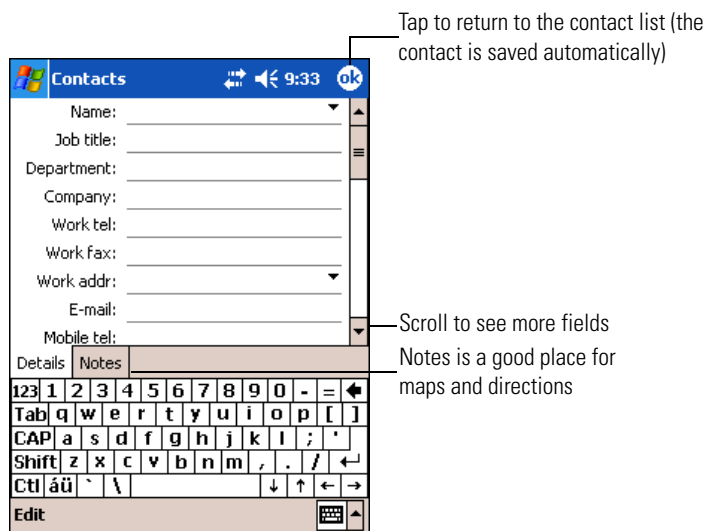 Tap to return to the contact list (the
contact is saved automatically)
Contacts 9:33 ok
Name:
Job title:
Department:
Company:
Work tel:
Work fax:
Work addr:
E-mail:
Mobile tel:
Scroll to see more fields
Details Notes
Notes is a good place for
maps and directions
123 1 2 3 4 5 6 7 8 9 0 - =
Tab q w e r t y u i o p [ ]
CAP a s d f g h j k l ; '
Shift z x c v b n m , . /
Ctl áü ` \
Edit